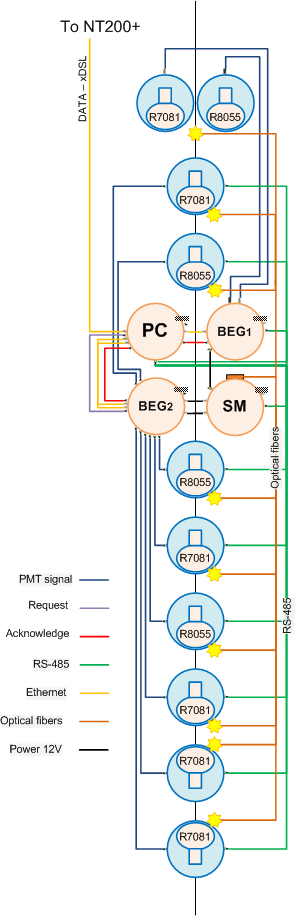 To NT200+
DATA – xDSL
R7081
R8055
R7081
R8055
PC
BEG1
BEG2
SM
Optical fibers
R8055
R7081
R8055
RS-485
R7081
R7081
R7081
PMT signal
Request
Acknowledge
RS-485
Ethernet
Optical fibers
Power 12V